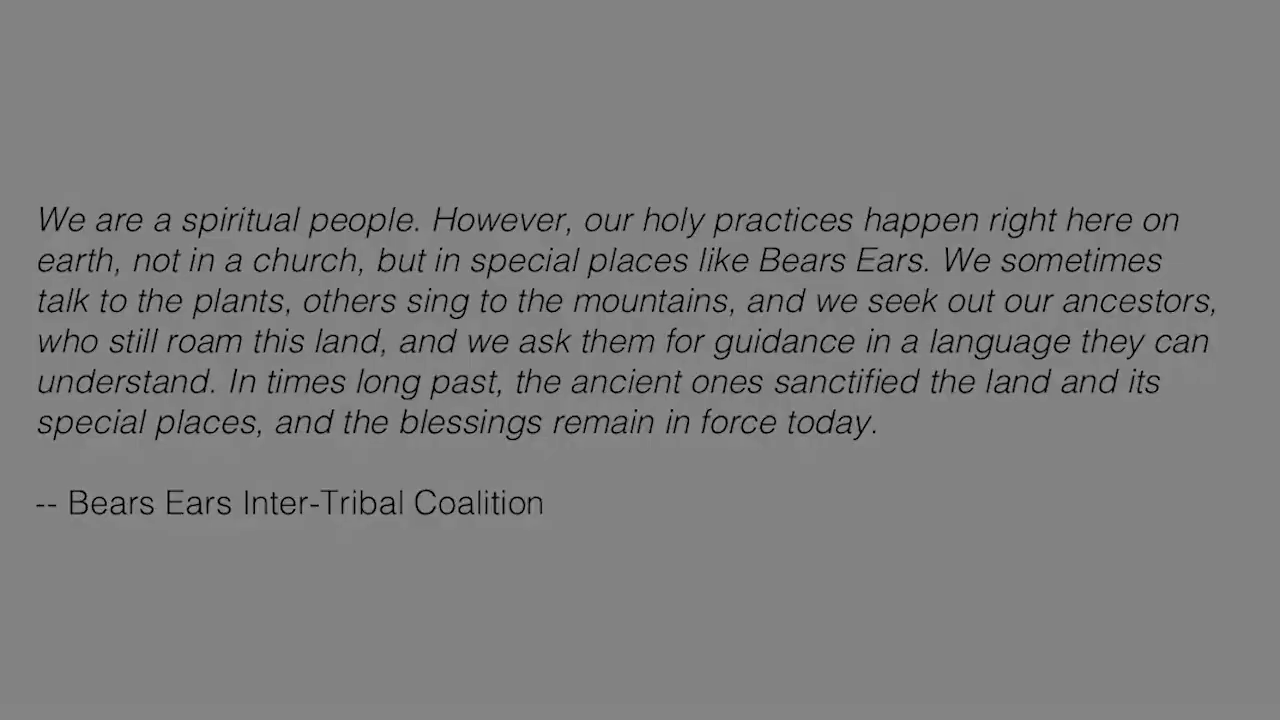 We are a spiritual people. However, our holy practices happen right here on
earth, not in a church, but in special places like Bears Ears. We sometimes
talk to the plants, others sing to the mountains, and we seek out our ancestors,
who still roam this land, and we ask them for guidance in a language they can
understand. In times long past, the ancient ones sanctified the land and its
special places, and the blessings remain in force today.
-- Bears Ears Inter-Tribal Coalition